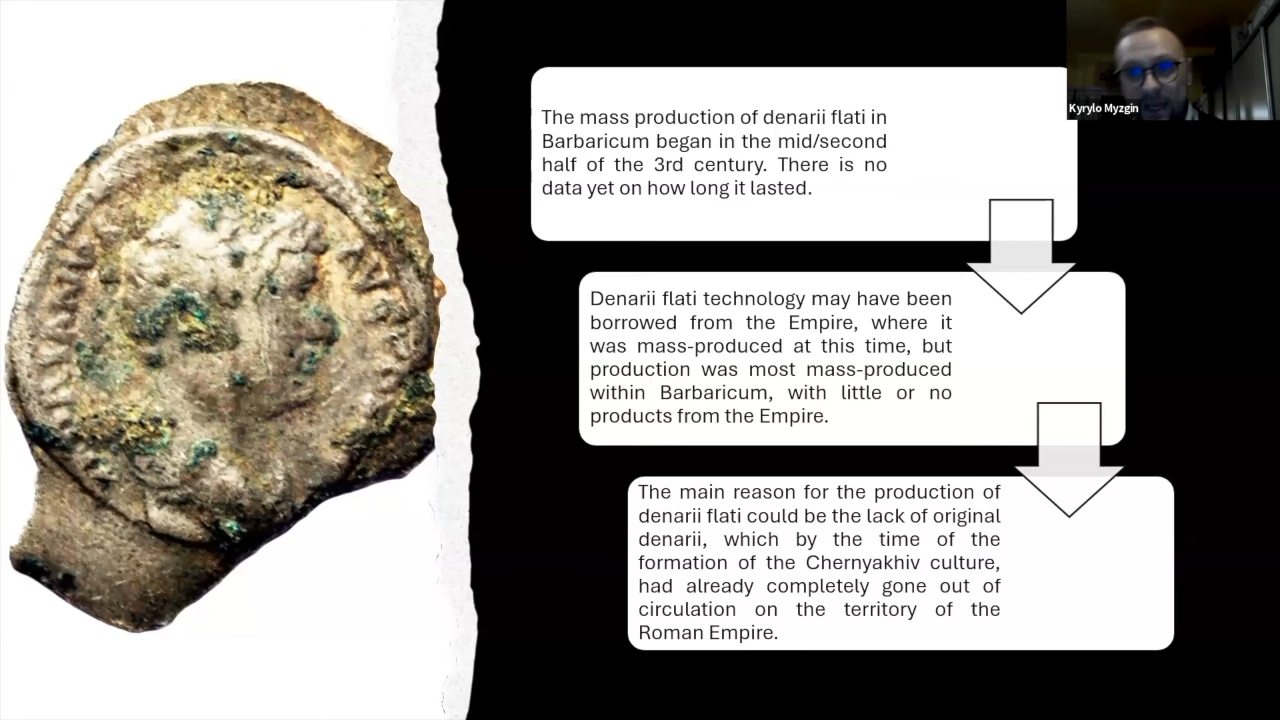 The mass production of denarii flati in
Barbaricum began in the mid/second
half of the 3rd century. There is no
data yet on how long it lasted.
Kyrylo Myzgin
Denarii flati technology may have been
borrowed from the Empire, where it
was mass-produced at this time, but
production was most mass-produced
within Barbaricum, with little or no
products from the Empire.
The main reason for the production of
denarii flati could be the lack of original
denarii, which by the time of the
formation of the Chernyakhiv culture,
had already completely gone out of
circulation on the territory of the
Roman Empire.